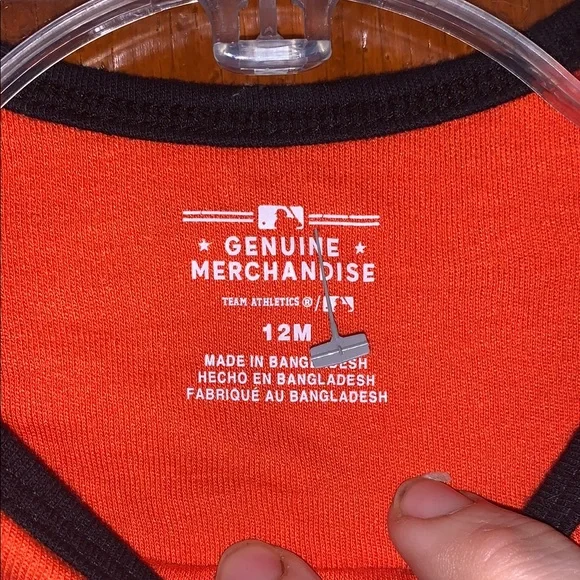 GENUINE
MERCHANDISE
TEAM ATHLETICS ® /
12M
MADE IN BANGLADESH
HECHO EN BANGLADESH
FABRIQUÉ AU BANGLADESH